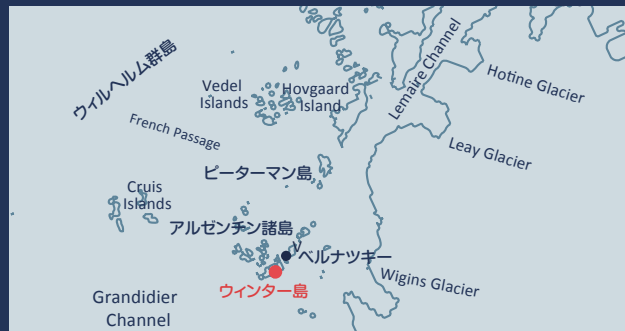 ウィルヘルム群島
Vedel
Islands
Hovgaard
Island
Lemaire Channel
Hotine Glacier
French Passage
Leay Glacier
ピーターマン島
Cruis
Islands
アルゼンチン諸島
V
ベルナツキー
ウィンター島
Wigins Glacier
Grandidier
Channel